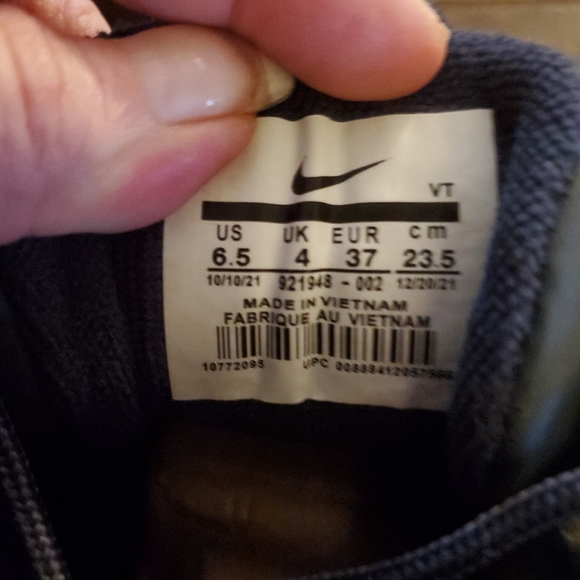 VT
US UK EUR cm
6.5 4 37 23.5
10/10/21 921948 - 002 12/20/21
MADE IN VIETNAM
FABRIQUE AU VIETNAM
10772095 UPC